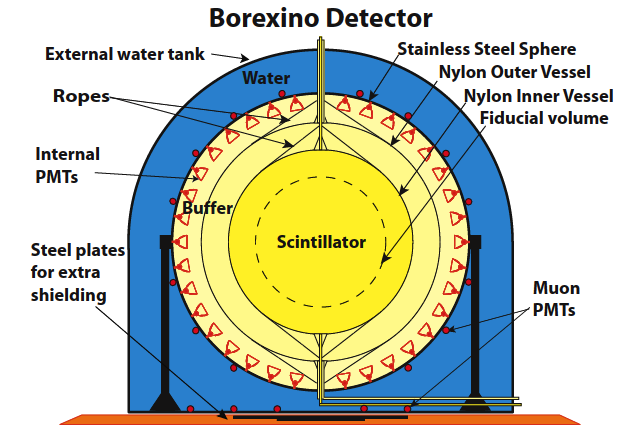 Borexino Detector
External water tank
Water
Ropes
Stainless Steel Sphere
Nylon Outer Vessel
Nylon Inner Vessel
Fiducial volume
Internal
PMTs
Buffer
Scintillator
Steel plates
for extra
shielding
Muon
PMTs